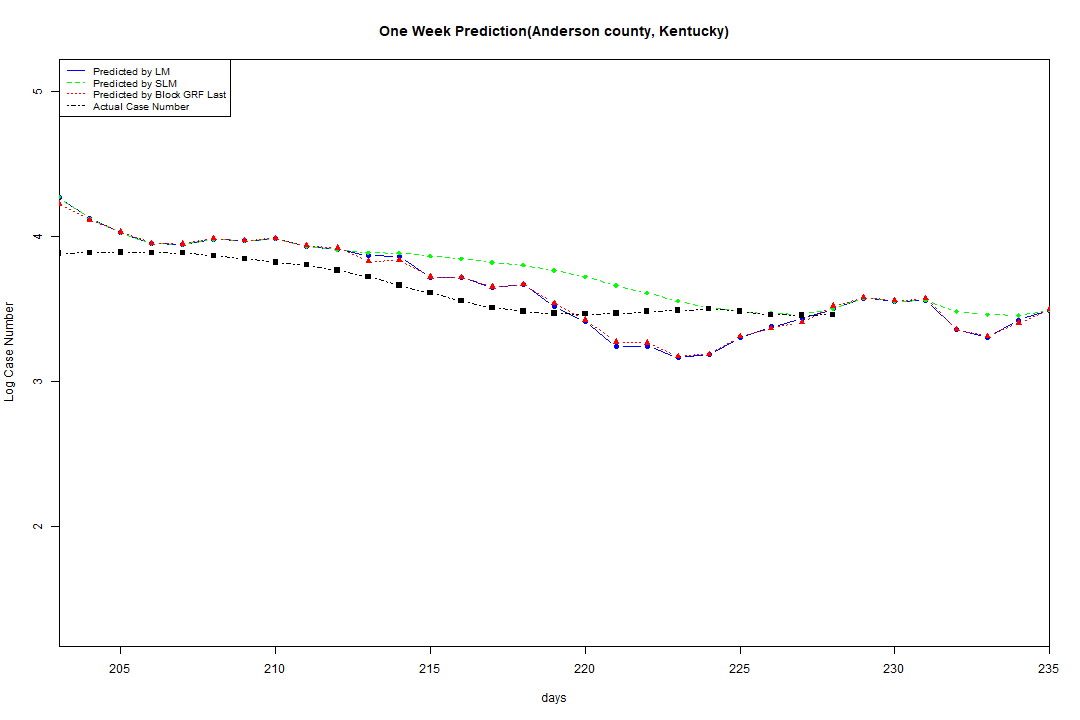 One Week Prediction(Anderson county, Kentucky)
Predicted by LM
Predicted by SLM
Predicted by Block GRF Last
Actual Case Number
5
4
3
2
Log Case Number
205 210 215 220 225 230 235
days